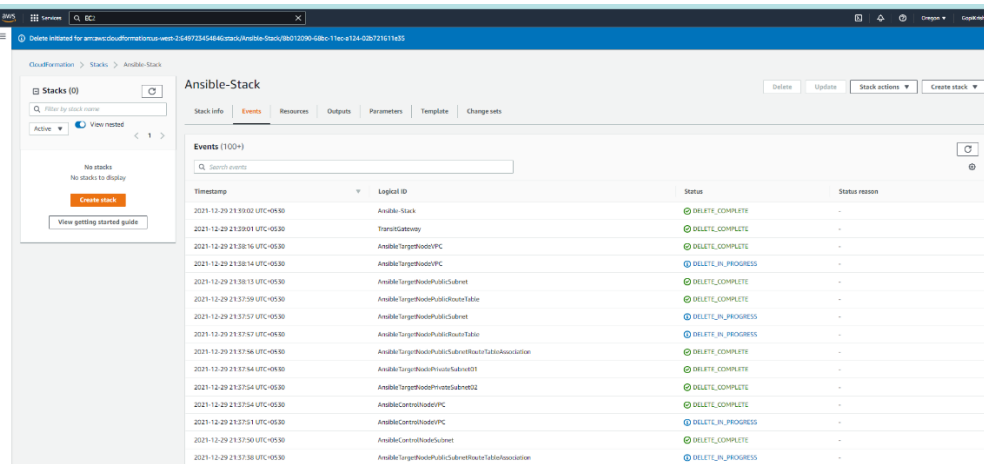 aws Services EC2 Oregon GopiKrish
Delete initiated for arn:aws:cloudformation:us-west-2:649723454846:stack/Ansible-Stack/8b012090-68bc-11ec-a124-02b721611e35
CloudFormation > Stacks > Ansible-Stack
Stacks (0)
Filter by stack name
Active View nested
1
No stacks
No stacks to display
Create stack
View getting started guide
Ansible-Stack
Delete Update Stack actions Create stack
Stack info Events Resources Outputs Parameters Template Change sets
Events (100+)
Search events
Timestamp Logical ID Status Status reason
2021-12-29 21:39:02 UTC+0530 Ansible-Stack DELETE_COMPLETE -
2021-12-29 21:39:01 UTC+0530 TransitGateway DELETE_COMPLETE -
2021-12-29 21:38:16 UTC+0530 AnsibleTargetNodeVPC DELETE_COMPLETE -
2021-12-29 21:38:14 UTC+0530 AnsibleTargetNodeVPC DELETE_IN_PROGRESS -
2021-12-29 21:38:13 UTC+0530 AnsibleTargetNodePublicSubnet DELETE_COMPLETE -
2021-12-29 21:37:59 UTC+0530 AnsibleTargetNodePublicRouteTable DELETE_COMPLETE -
2021-12-29 21:37:57 UTC+0530 AnsibleTargetNodePublicSubnet DELETE_IN_PROGRESS -
2021-12-29 21:37:57 UTC+0530 AnsibleTargetNodePublicRouteTable DELETE_IN_PROGRESS -
2021-12-29 21:37:56 UTC+0530 AnsibleTargetNodePublicSubnetRouteTableAssociation DELETE_COMPLETE -
2021-12-29 21:37:54 UTC+0530 AnsibleTargetNodePrivateSubnet01 DELETE_COMPLETE -
2021-12-29 21:37:54 UTC+0530 AnsibleTargetNodePrivateSubnet02 DELETE_COMPLETE -
2021-12-29 21:37:54 UTC+0530 AnsibleControlNodeVPC DELETE_COMPLETE -
2021-12-29 21:37:51 UTC+0530 AnsibleControlNodeVPC DELETE_IN_PROGRESS -
2021-12-29 21:37:50 UTC+0530 AnsibleControlNodeSubnet DELETE_COMPLETE -
2021-12-29 21:37:38 UTC+0530 AnsibleTargetNodePublicSubnetRouteTableAssociation DELETE_IN_PROGRESS -